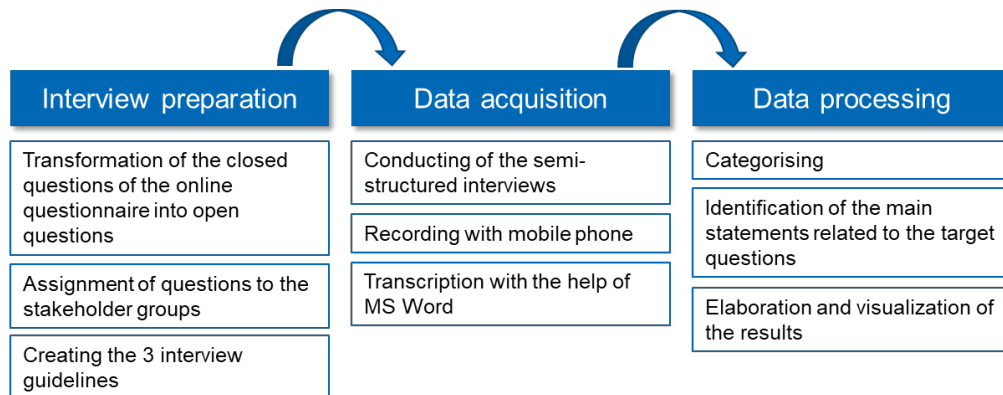 Interview preparation
Transformation of the closed
questions of the online
questionnaire into open
questions
Assignment of questions to the
stakeholder groups
Creating the 3 interview
guidelines
Data acquisition
Conducting of the semi-
structured interviews
Recording with mobile phone
Transcription with the help of
MS Word
Data processing
Categorising
Identification of the main
statements related to the target
questions
Elaboration and visualization of
the results